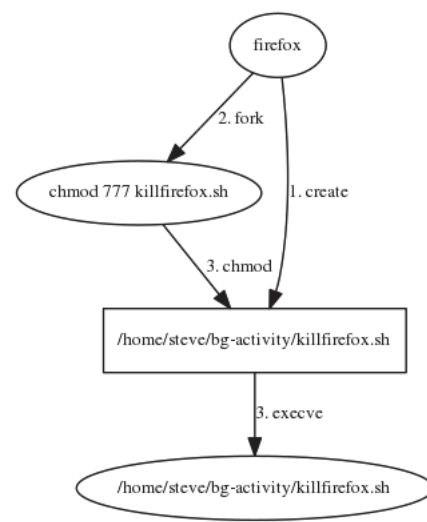 firefox
2. fork
chmod 777 killfirefox.sh
1. create
3. chmod
/home/steve/bg-activity/killfirefox.sh
3. execve
/home/steve/bg-activity/killfirefox.sh